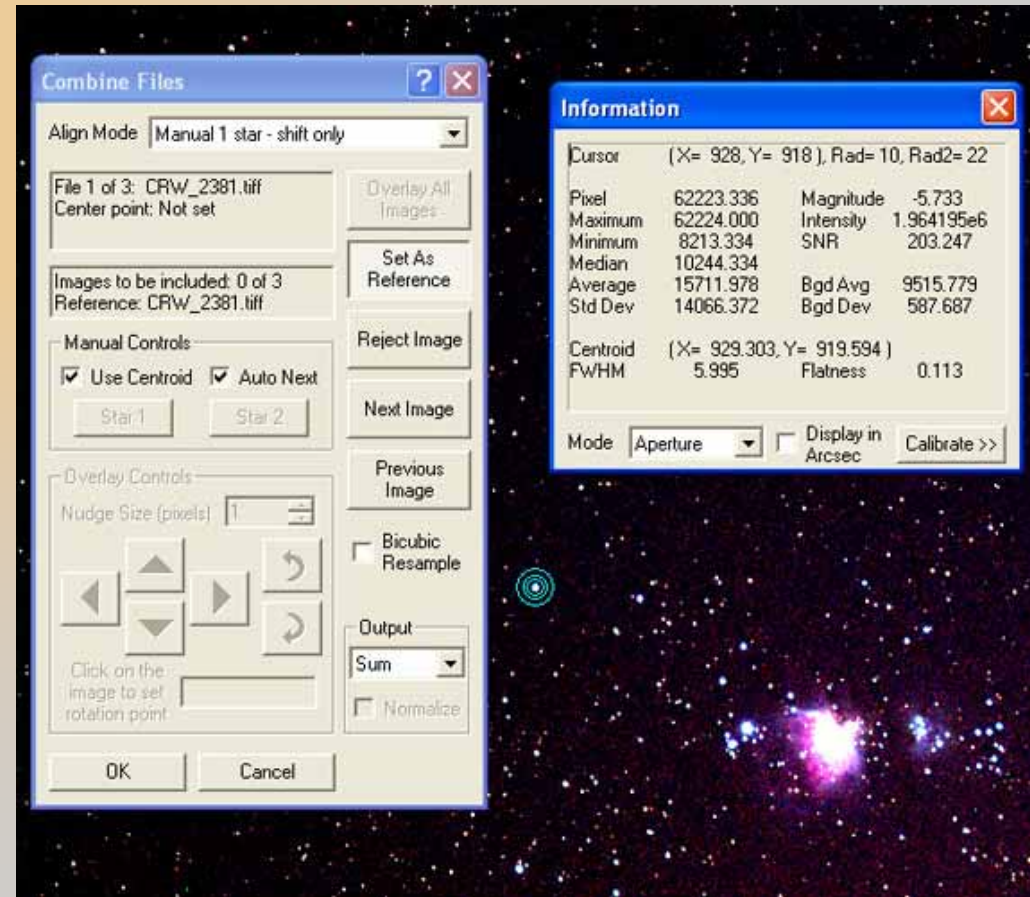 Combine Files
Align Mode Manual 1 star - shift only
File 1 of 3: CRW_2381.tiff
Center point: Not set
Overlay All
Images
Set As
Reference
Images to be included: 0 of 3
Reference: CRW_2381.tiff
Reject Image
Manual Controls
Use Centroid Auto Next
Star 1 Star 2
Next Image
Previous
Image
Overlay Controls
Nudge Size (pixels) 1
Bicubic
Resample
Output
Sum
Normalize
Click on the
image to set
rotation point
OK Cancel
Information
Cursor (X= 928, Y= 918 ), Rad= 10, Rad2= 22
Pixel 62223.336 Magnitude -5.733
Maximum 62224.000 Intensity 1.964195e6
Minimum 8213.334 SNR 203.247
Median 10244.334
Average 15711.978 Bgd Avg 9515.779
Std Dev 14066.372 Bgd Dev 587.687
Centroid (X= 929.303, Y= 919.594 )
FWHM 5.995 Flatness 0.113
Mode Aperture Display in
Arcsec Calibrate >>